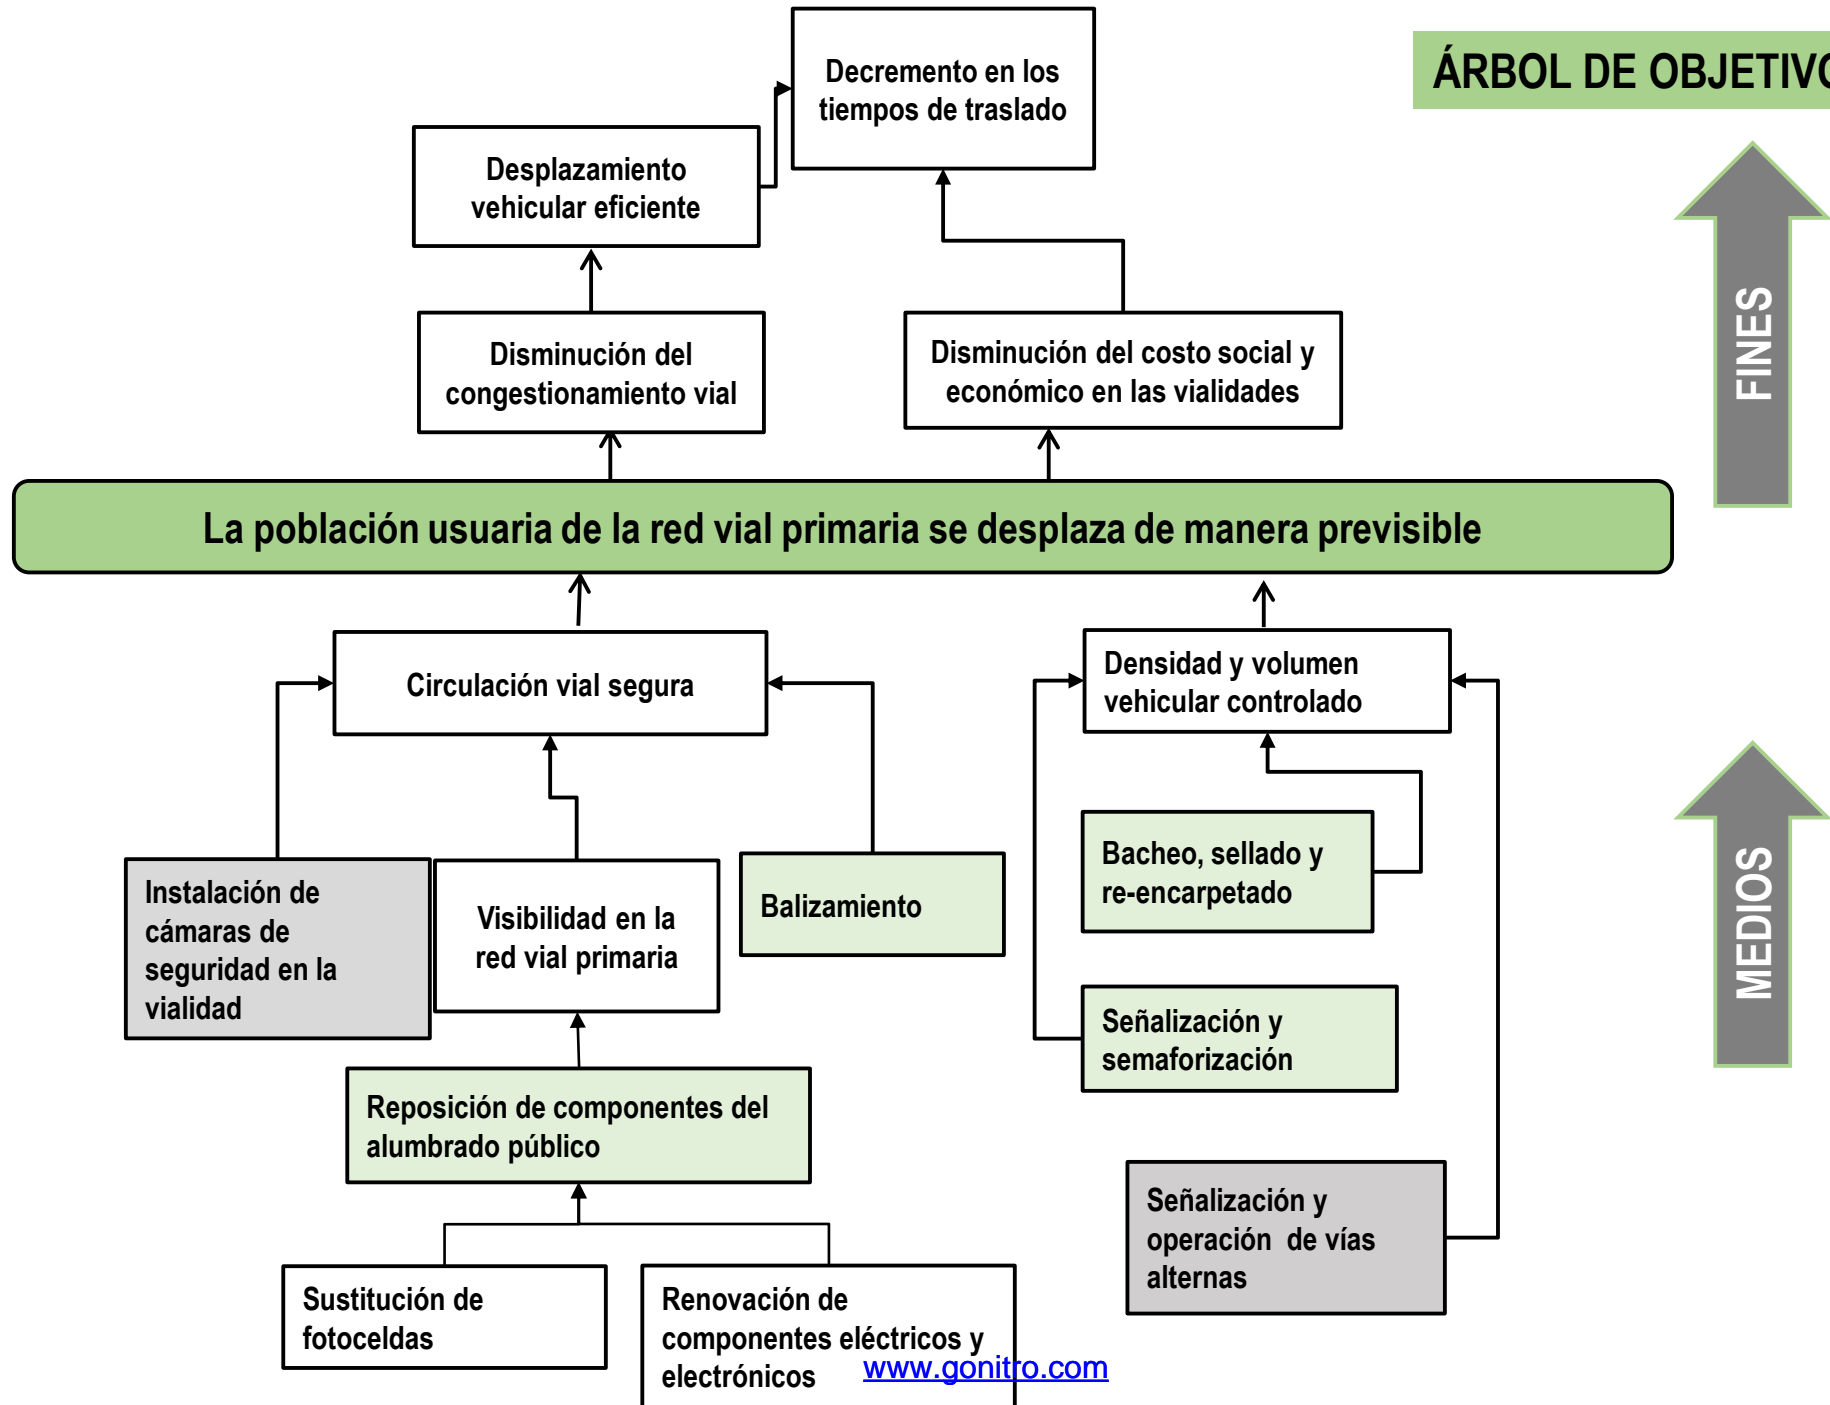 Decremento en los
tiempos de traslado
ÁRBOL DE OBJETIVO
Desplazamiento
vehicular eficiente
FINES
Disminución del
congestionamiento vial
Disminución del costo social y
económico en las vialidades
La población usuaria de la red vial primaria se desplaza de manera previsible
Circulación vial segura
Densidad y volumen
vehicular controlado
MEDIOS
Instalación de
cámaras de
seguridad en la
vialidad
Visibilidad en la
red vial primaria
Balizamiento
Bacheo, sellado y
re-encarpetado
Señalización y
semaforización
Reposición de componentes del
alumbrado público
Señalización y
operación de vías
alternas
Sustitución de
fotoceldas
Renovación de
componentes eléctricos y
electrónicos
www.gonitro.com